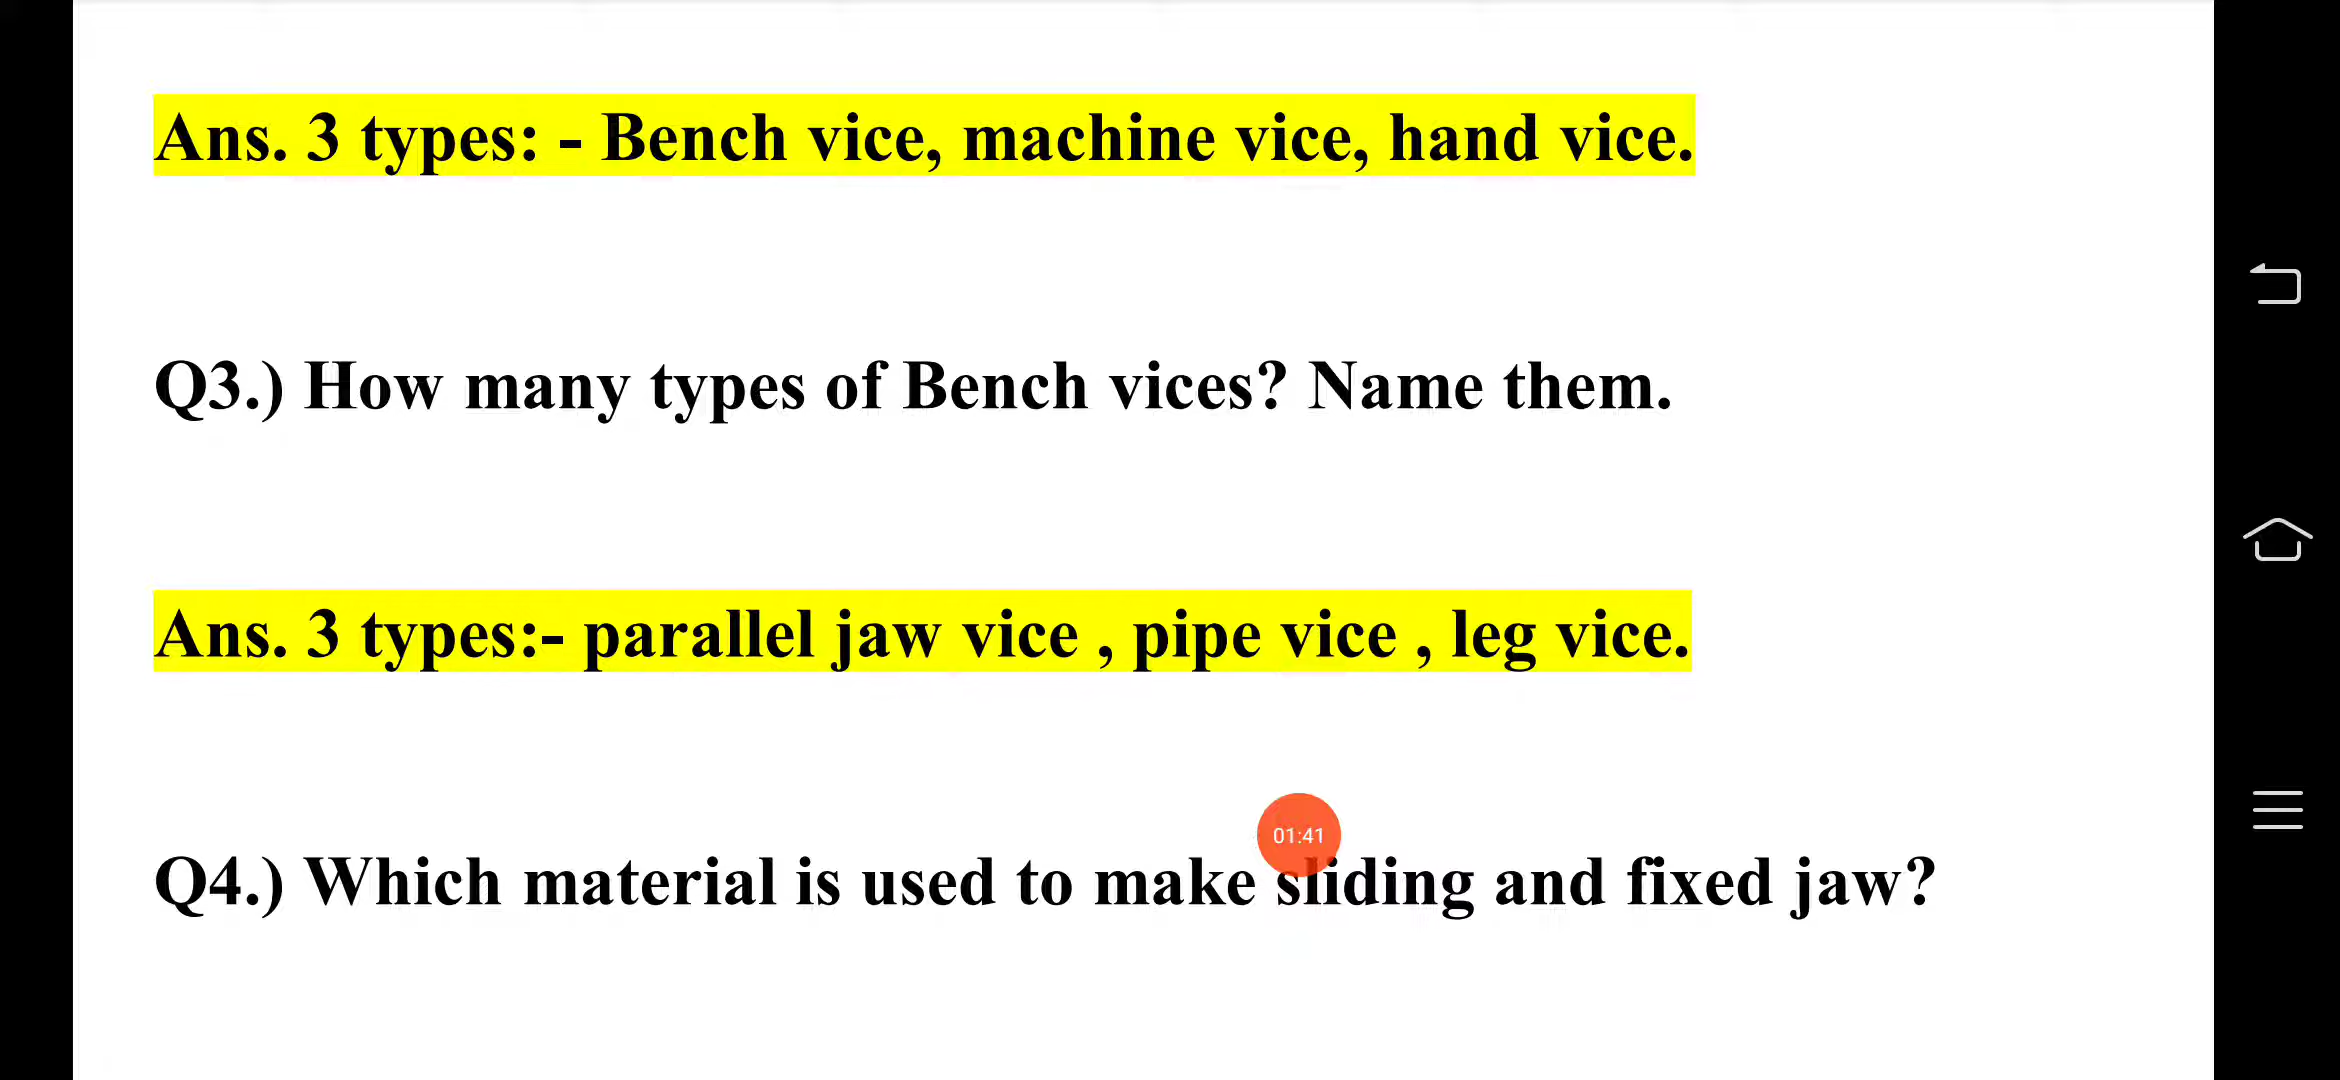 Ans. 3 types: - Bench vice, machine vice, hand vice.
Q3.) How many types of Bench vices? Name them.
Ans. 3 types:- parallel jaw vice , pipe vice , leg vice.
01:41
Q4.) Which material is used to make sliding and fixed jaw?